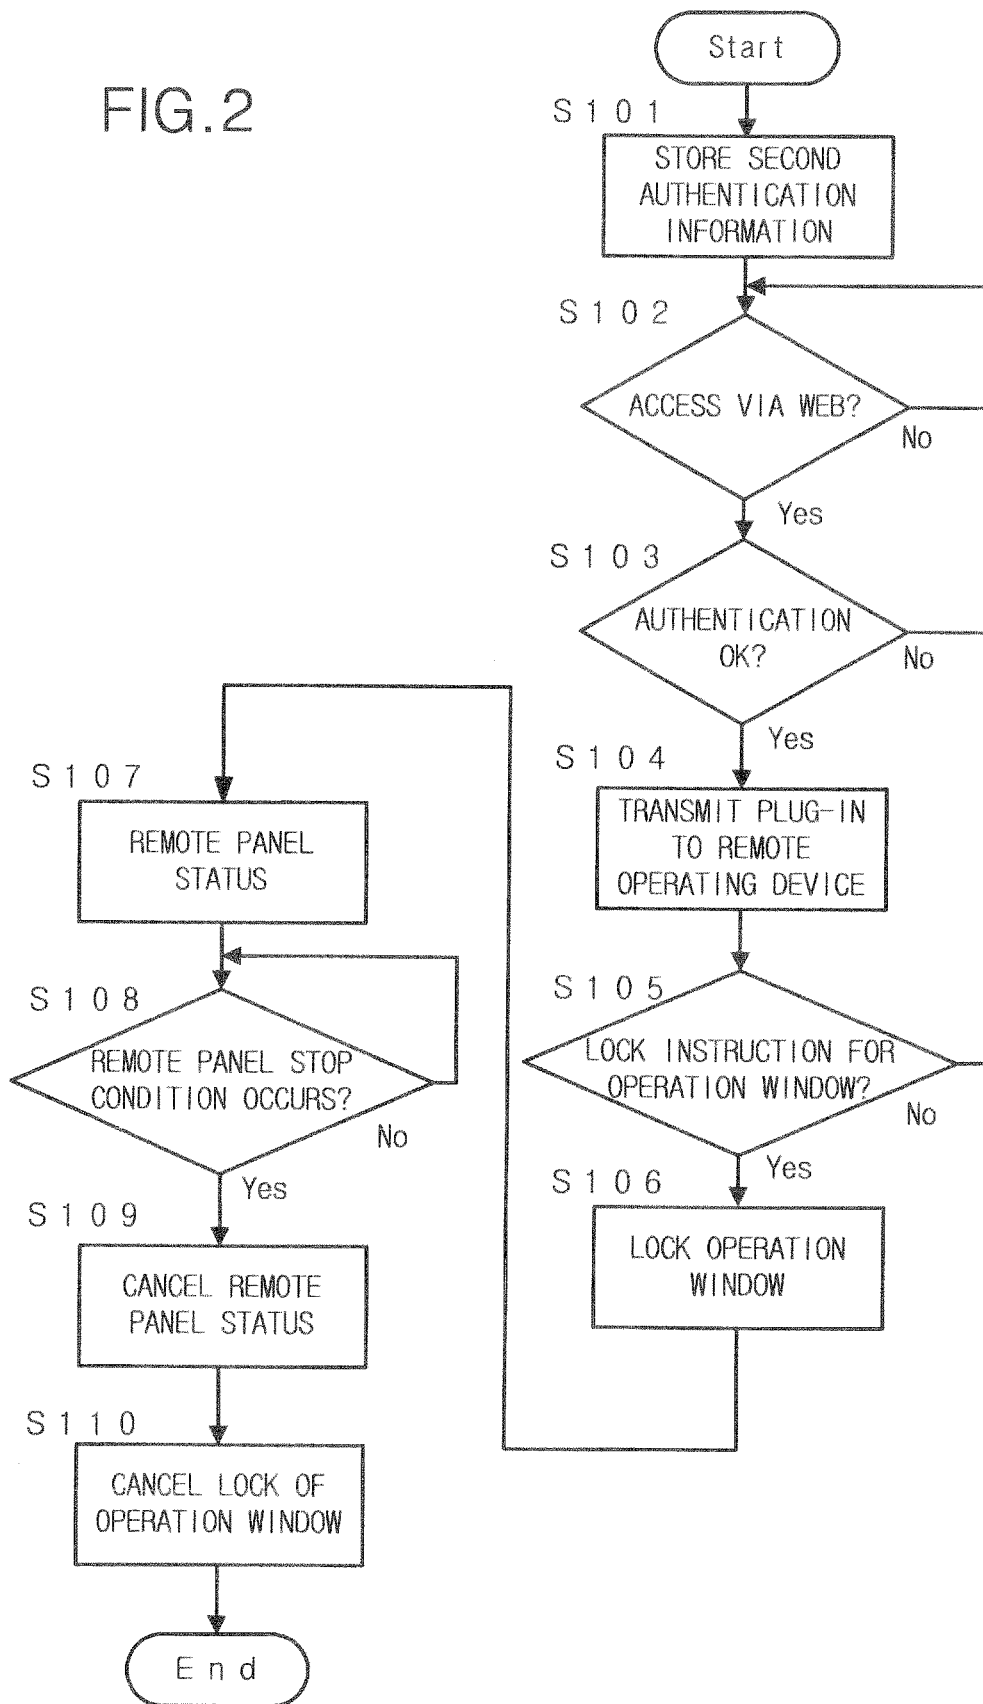 FIG.2
Start
S101
STORE SECOND
AUTHENTICATION
INFORMATION
S102
ACCESS VIA WEB?
No
Yes
S103
AUTHENTICATION
OK?
No
Yes
S104
TRANSMIT PLUG-IN
TO REMOTE
OPERATING DEVICE
S105
LOCK INSTRUCTION FOR
OPERATION WINDOW?
No
Yes
S106
LOCK OPERATION
WINDOW
S107
REMOTE PANEL
STATUS
S108
REMOTE PANEL STOP
CONDITION OCCURS?
No
Yes
S109
CANCEL REMOTE
PANEL STATUS
S110
CANCEL LOCK OF
OPERATION WINDOW
End